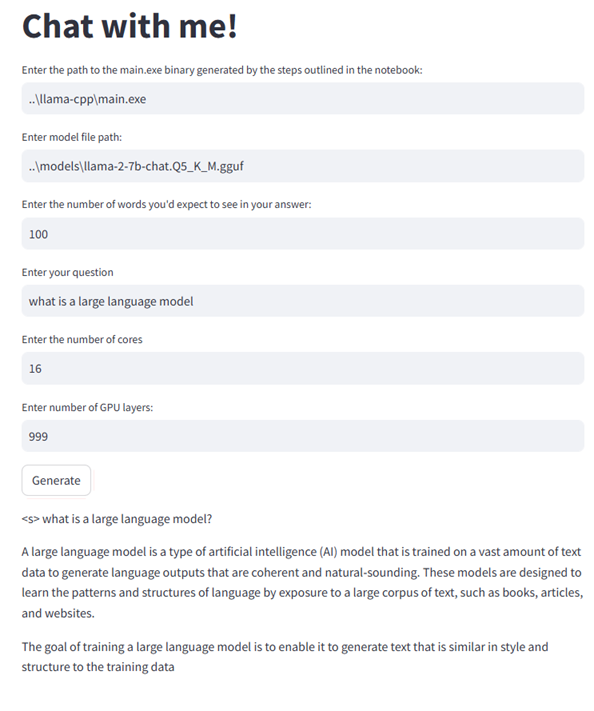 Chat with me!
Enter the path to the main.exe binary generated by the steps outlined in the notebook:
..\llama-cpp\main.exe
Enter model file path:
..\models\llama-2-7b-chat.Q5_K_M.gguf
Enter the number of words you'd expect to see in your answer:
100
Enter your question
what is a large language model
Enter the number of cores
16
Enter number of GPU layers:
999
Generate
<s> what is a large language model?
A large language model is a type of artificial intelligence (AI) model that is trained on a vast amount of text
data to generate language outputs that are coherent and natural-sounding. These models are designed to
learn the patterns and structures of language by exposure to a large corpus of text, such as books, articles,
and websites.
The goal of training a large language model is to enable it to generate text that is similar in style and
structure to the training data